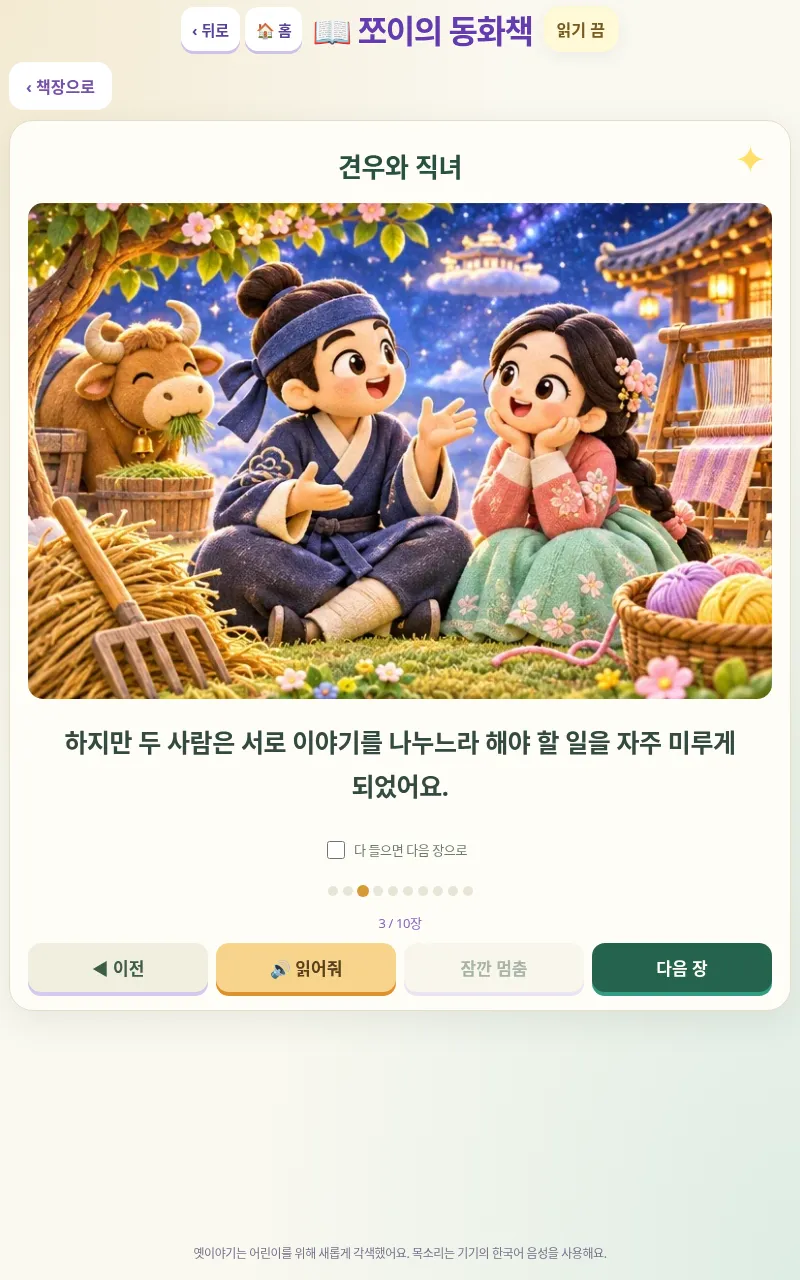 ‹ 뒤로
🏠 홈
📖 쪼이의 동화책
읽기 끔
‹ 책장으로
견우와 직녀
하지만 두 사람은 서로 이야기를 나누느라 해야 할 일을 자주 미루게
되었어요.
다 들으면 다음 장으로
3 / 10장
◀ 이전
🔊 읽어줘
잠깐 멈춤
다음 장
옛이야기는 어린이를 위해 새롭게 각색했어요. 목소리는 기기의 한국어 음성을 사용해요.